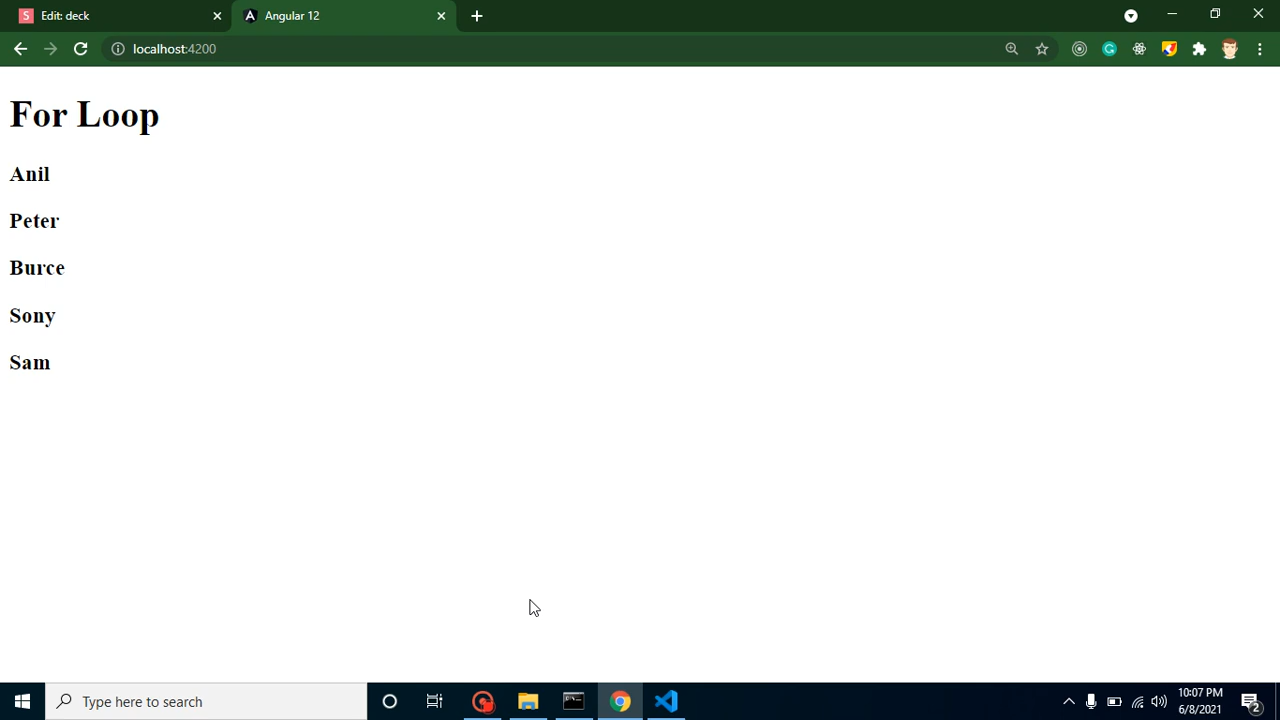 S Edit: deck
Angular 12
localhost:4200
For Loop
Anil
Peter
Burce
Sony
Sam
Type here to search
10:07 PM
6/8/2021
2